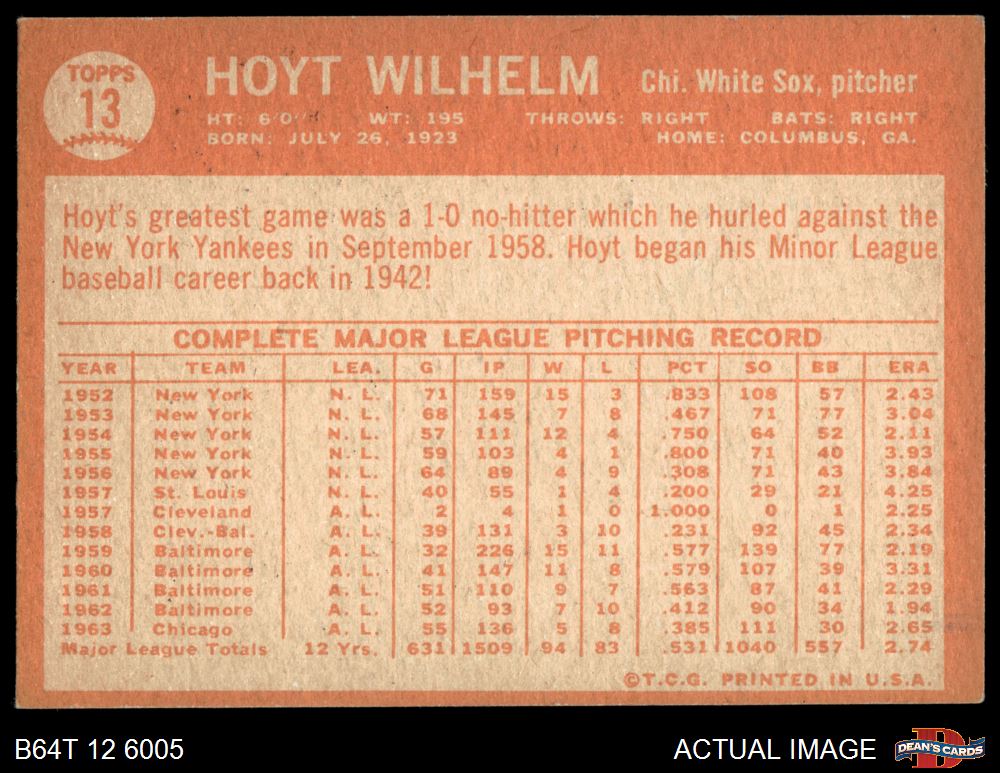 TOPPS
13
HOYT WILHELM Chi. White Sox, pitcher
HT: 6'0" WT: 195 THROWS: RIGHT BATS: RIGHT
BORN: JULY 26, 1923 HOME: COLUMBUS, GA.
Hoyt's greatest game was a 1-0 no-hitter which he hurled against the
New York Yankees in September 1958. Hoyt began his Minor League
baseball career back in 1942!
COMPLETE MAJOR LEAGUE PITCHING RECORD
YEAR TEAM LEA. G IP W L PCT SO BB ERA
1952 New York N. L. 71 159 15 3 .833 108 57 2.43
1953 New York N. L. 68 145 7 8 .467 71 77 3.04
1954 New York N. L. 57 111 12 4 .750 64 52 2.11
1955 New York N. L. 59 103 4 1 .800 71 40 3.93
1956 New York N. L. 64 89 4 9 .308 71 43 3.84
1957 St. Louis N. L. 40 55 1 4 .200 29 21 4.25
1957 Cleveland A. L. 2 4 1 0 1.000 0 1 2.25
1958 Clev.-Bal. A. L. 39 131 3 10 .231 92 45 2.34
1959 Baltimore A. L. 32 226 15 11 .577 139 77 2.19
1960 Baltimore A. L. 41 147 11 8 .579 107 39 3.31
1961 Baltimore A. L. 51 110 9 7 .563 87 41 2.29
1962 Baltimore A. L. 52 93 7 10 .412 90 34 1.94
1963 Chicago A. L. 55 136 5 8 .385 111 30 2.65
Major League Totals 12 Yrs. 631 1509 94 83 .531 1040 557 2.74
©T.C.G. PRINTED IN U.S.A.
B64T 12 6005 ACTUAL IMAGE DEAN'S CARDS